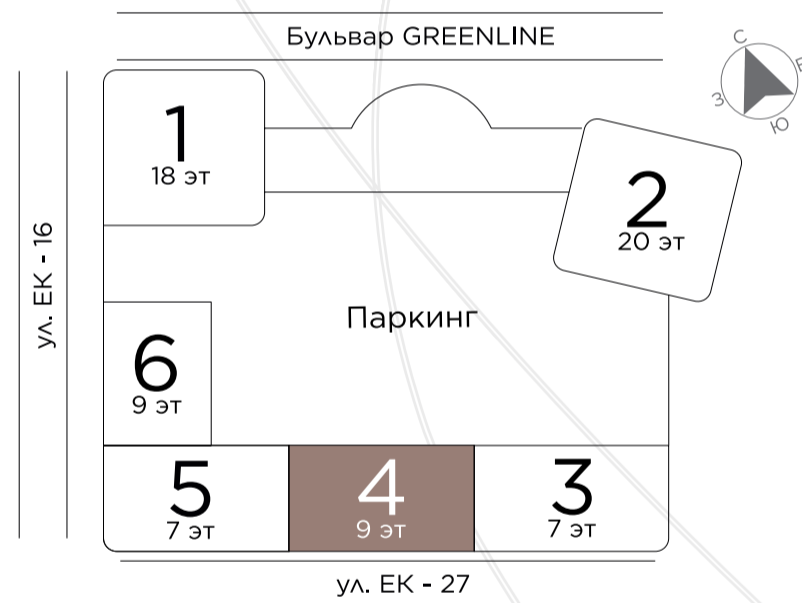 Бульвар GREENLINE
С
В
З
Ю
1
18 эт
2
20 эт
ул. ЕК - 16
Паркинг
6
9 эт
5
7 эт
4
9 эт
3
7 эт
ул. ЕК - 27